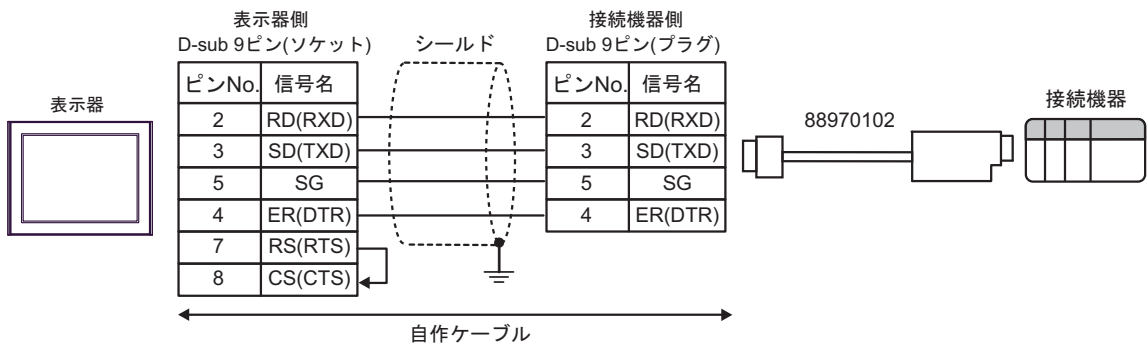 表示器側
D-sub 9ピン(ソケット)
シールド
接続機器側
D-sub 9ピン(プラグ)
表示器
ピンNo. 信号名
2 RD(RXD)
3 SD(TXD)
5 SG
4 ER(DTR)
7 RS(RTS)
8 CS(CTS)
ピンNo. 信号名
2 RD(RXD)
3 SD(TXD)
5 SG
4 ER(DTR)
88970102
接続機器
自作ケーブル